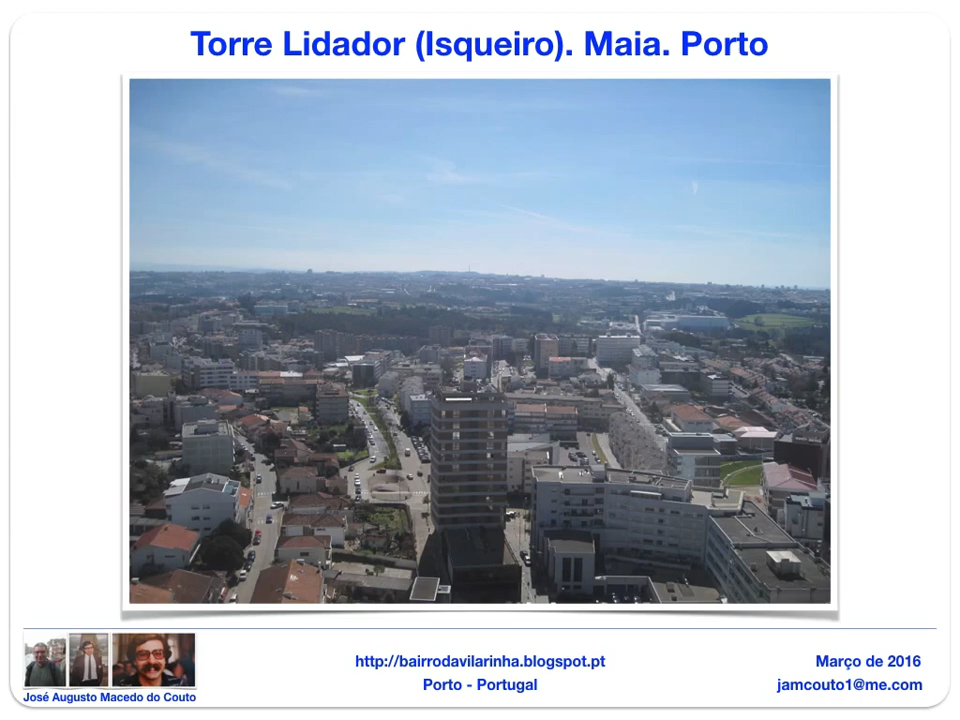 Torre Lidador (Isqueiro). Maia. Porto
http://bairrodavilarinha.blogspot.pt
Porto - Portugal
Março de 2016
jamcouto1@me.com
José Augusto Macedo do Couto